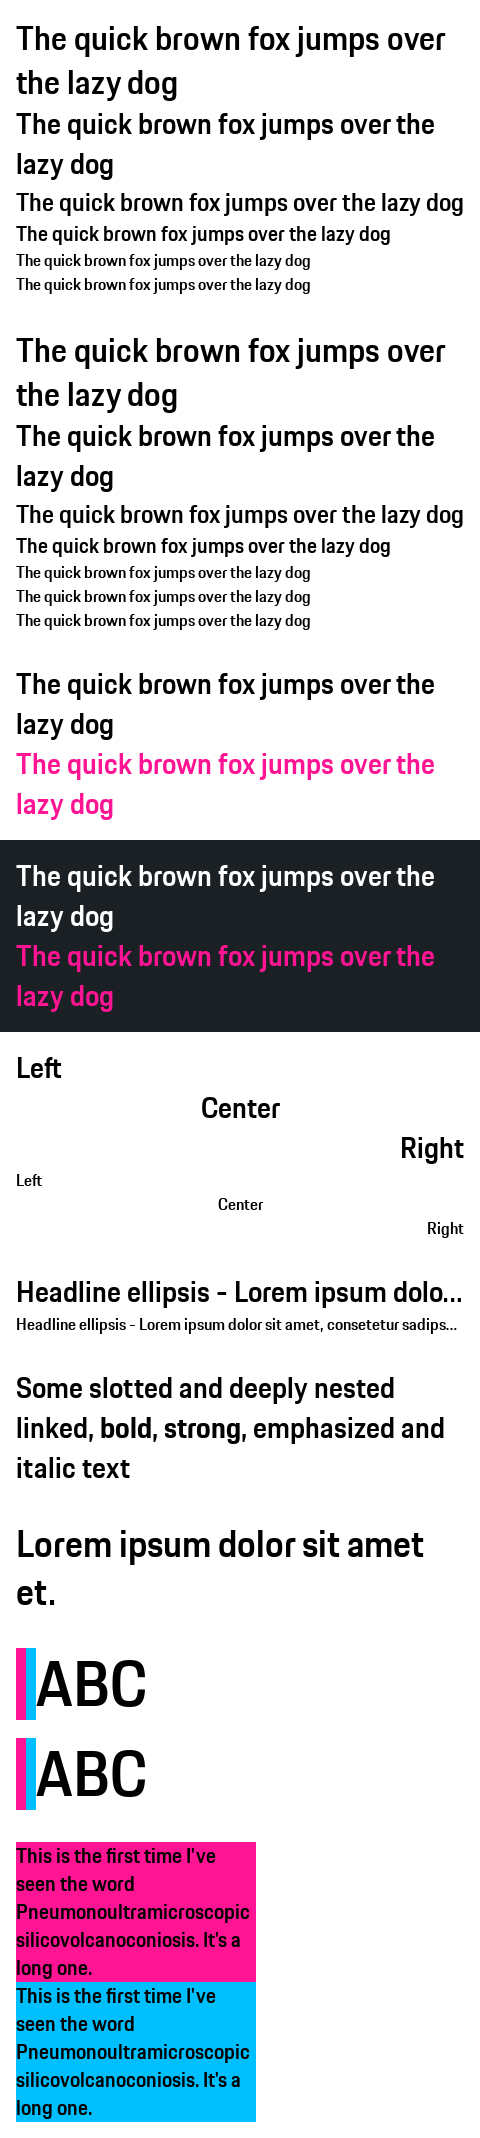 The quick brown fox jumps over
the lazy dog
The quick brown fox jumps over the
lazy dog
The quick brown fox jumps over the lazy dog
The quick brown fox jumps over the lazy dog
The quick brown fox jumps over the lazy dog
The quick brown fox jumps over the lazy dog
The quick brown fox jumps over
the lazy dog
The quick brown fox jumps over the
lazy dog
The quick brown fox jumps over the lazy dog
The quick brown fox jumps over the lazy dog
The quick brown fox jumps over the lazy dog
The quick brown fox jumps over the lazy dog
The quick brown fox jumps over the lazy dog
The quick brown fox jumps over the
lazy dog
The quick brown fox jumps over the
lazy dog
The quick brown fox jumps over the
lazy dog
The quick brown fox jumps over the
lazy dog
Left
Center
Right
Left
Center
Right
Headline ellipsis - Lorem ipsum dolo...
Headline ellipsis - Lorem ipsum dolor sit amet, consetetur sadips...
Some slotted and deeply nested
linked, bold, strong, emphasized and
italic text
Lorem ipsum dolor sit amet
et.
ABC
ABC
This is the first time I've
seen the word
Pneumonoultramicroscopic
silicovolcanoconiosis. It's a
long one.
This is the first time I've
seen the word
Pneumonoultramicroscopic
silicovolcanoconiosis. It's a
long one.